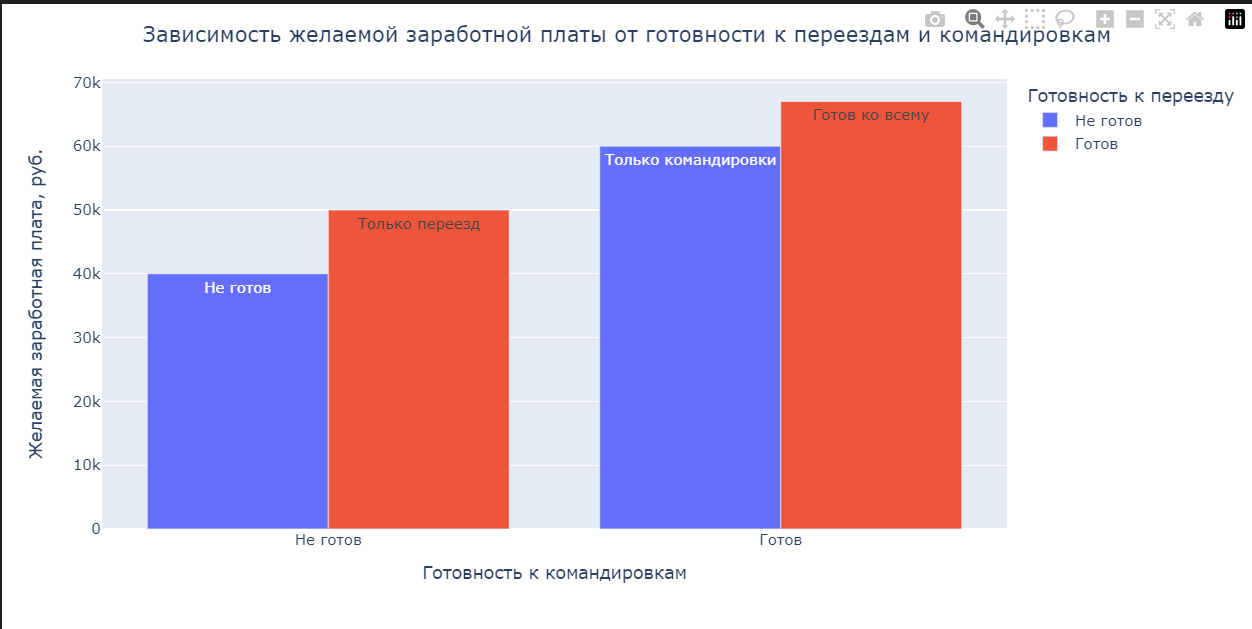 Зависимость желаемой заработной платы от готовности к переездам и командировкам
Желаемая заработная плата, руб.
70k
60k
50k
40k
30k
20k
10k
0
Не готов
Только переезд
Только командировки
Готов ко всему
Не готов
Готов
Готовность к командировкам
Готовность к переезду
Не готов
Готов